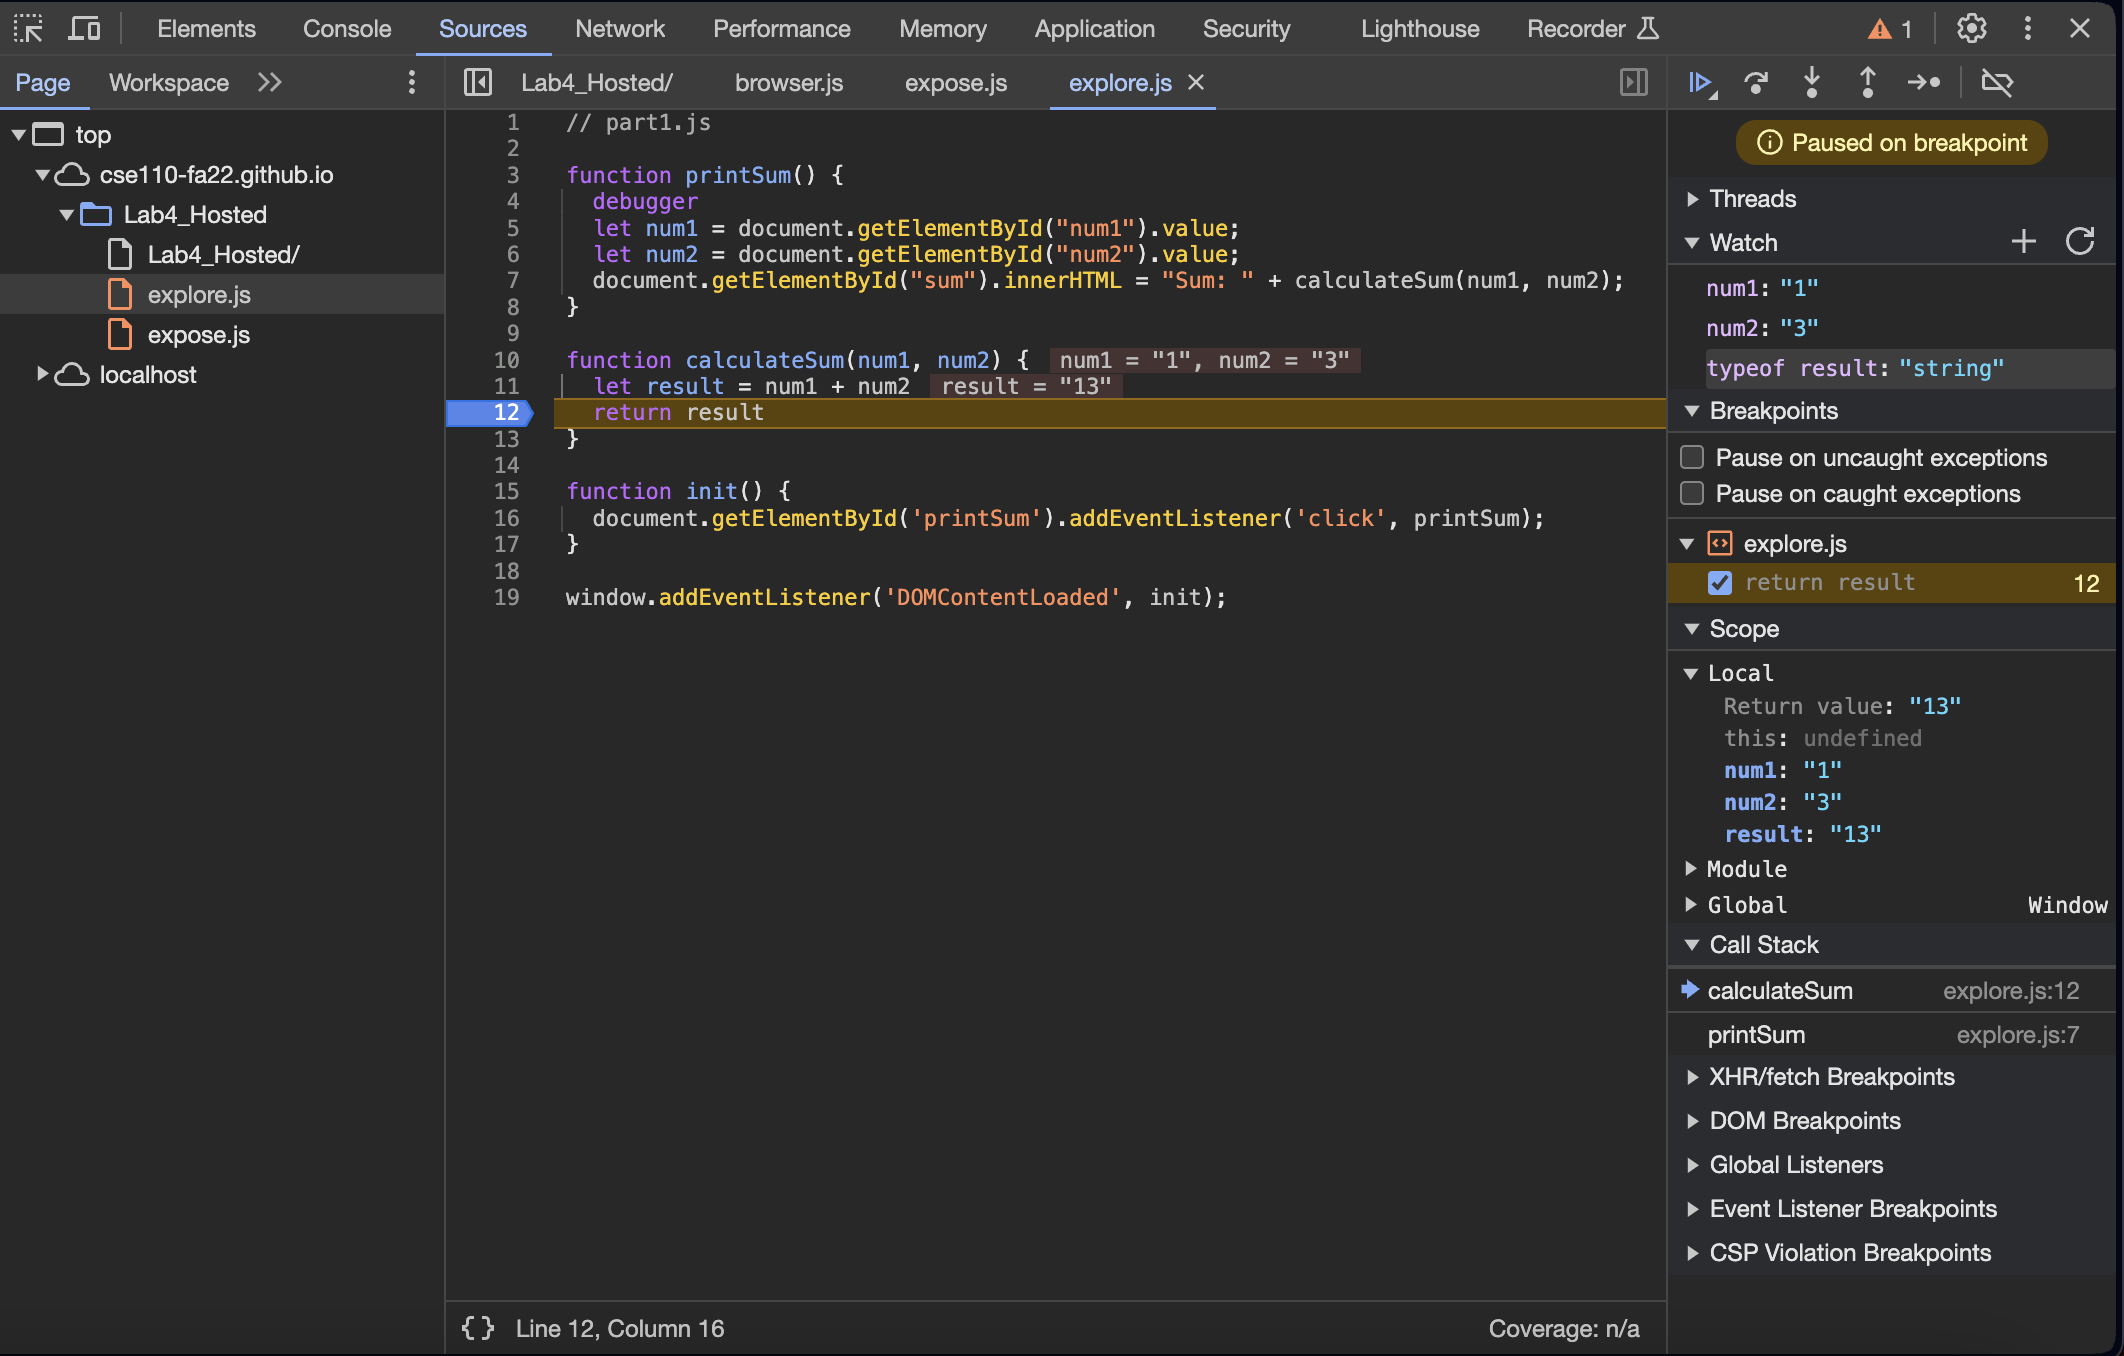 Elements Console Sources Network Performance Memory Application Security Lighthouse Recorder 1
Page Workspace
Lab4_Hosted/ browser.js expose.js explore.js
top
cse110-fa22.github.io
Lab4_Hosted
Lab4_Hosted/
explore.js
expose.js
localhost
1 // part1.js
2
3 function printSum() {
4 debugger
5 let num1 = document.getElementById("num1").value;
6 let num2 = document.getElementById("num2").value;
7 document.getElementById("sum").innerHTML = "Sum: " + calculateSum(num1, num2);
8 }
9
10 function calculateSum(num1, num2) { num1 = "1", num2 = "3"
11 let result = num1 + num2 result = "13"
12 return result
13 }
14
15 function init() {
16 document.getElementById('printSum').addEventListener('click', printSum);
17 }
18
19 window.addEventListener('DOMContentLoaded', init);
{} Line 12, Column 16 Coverage: n/a
Paused on breakpoint
Threads
Watch
num1: "1"
num2: "3"
typeof result: "string"
Breakpoints
Pause on uncaught exceptions
Pause on caught exceptions
explore.js
return result 12
Scope
Local
Return value: "13"
this: undefined
num1: "1"
num2: "3"
result: "13"
Module
Global Window
Call Stack
calculateSum explore.js:12
printSum explore.js:7
XHR/fetch Breakpoints
DOM Breakpoints
Global Listeners
Event Listener Breakpoints
CSP Violation Breakpoints